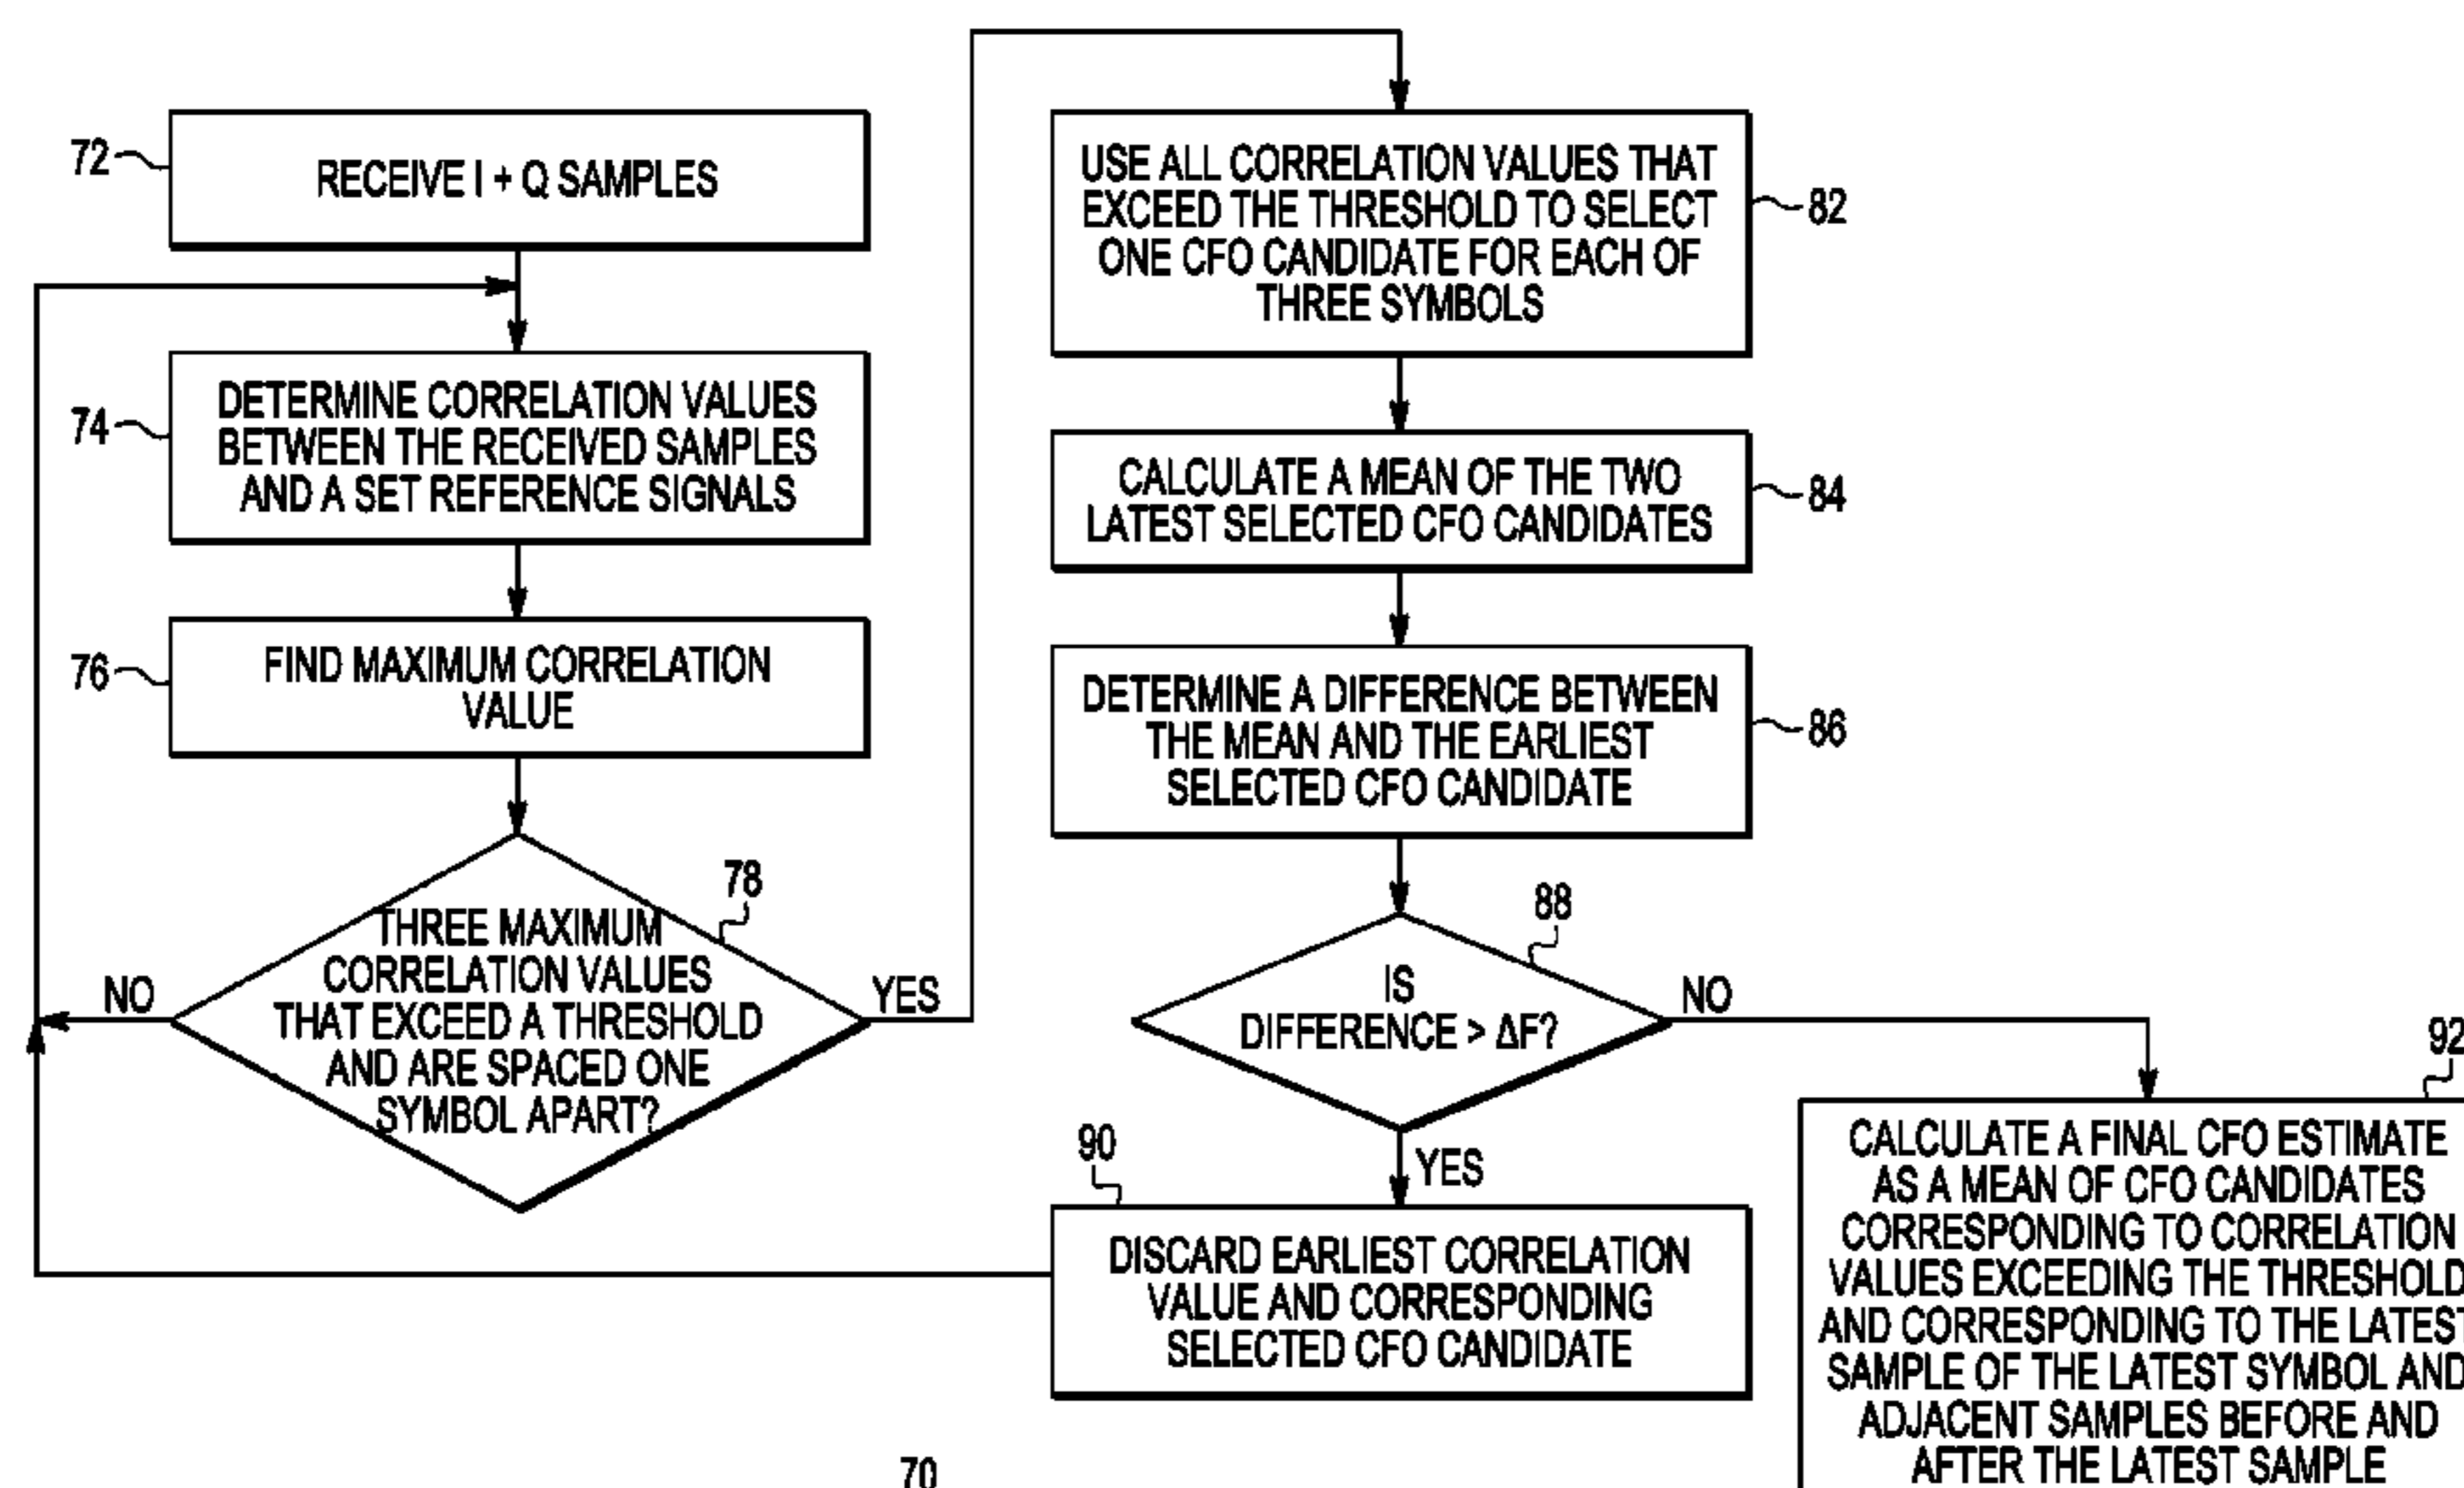 72
RECEIVE I + Q SAMPLES
74
DETERMINE CORRELATION VALUES
BETWEEN THE RECEIVED SAMPLES
AND A SET REFERENCE SIGNALS
76
FIND MAXIMUM CORRELATION
VALUE
78
THREE MAXIMUM
CORRELATION VALUES
THAT EXCEED A THRESHOLD
AND ARE SPACED ONE
SYMBOL APART?
NO
YES
USE ALL CORRELATION VALUES THAT
EXCEED THE THRESHOLD TO SELECT
ONE CFO CANDIDATE FOR EACH OF
THREE SYMBOLS
82
CALCULATE A MEAN OF THE TWO
LATEST SELECTED CFO CANDIDATES
84
DETERMINE A DIFFERENCE BETWEEN
THE MEAN AND THE EARLIEST
SELECTED CFO CANDIDATE
86
88
IS
DIFFERENCE > ΔF?
NO
YES
90
DISCARD EARLIEST CORRELATION
VALUE AND CORRESPONDING
SELECTED CFO CANDIDATE
92
CALCULATE A FINAL CFO ESTIMATE
AS A MEAN OF CFO CANDIDATES
CORRESPONDING TO CORRELATION
VALUES EXCEEDING THE THRESHOLD
AND CORRESPONDING TO THE LATEST
SAMPLE OF THE LATEST SYMBOL AND
ADJACENT SAMPLES BEFORE AND
AFTER THE LATEST SAMPLE
70